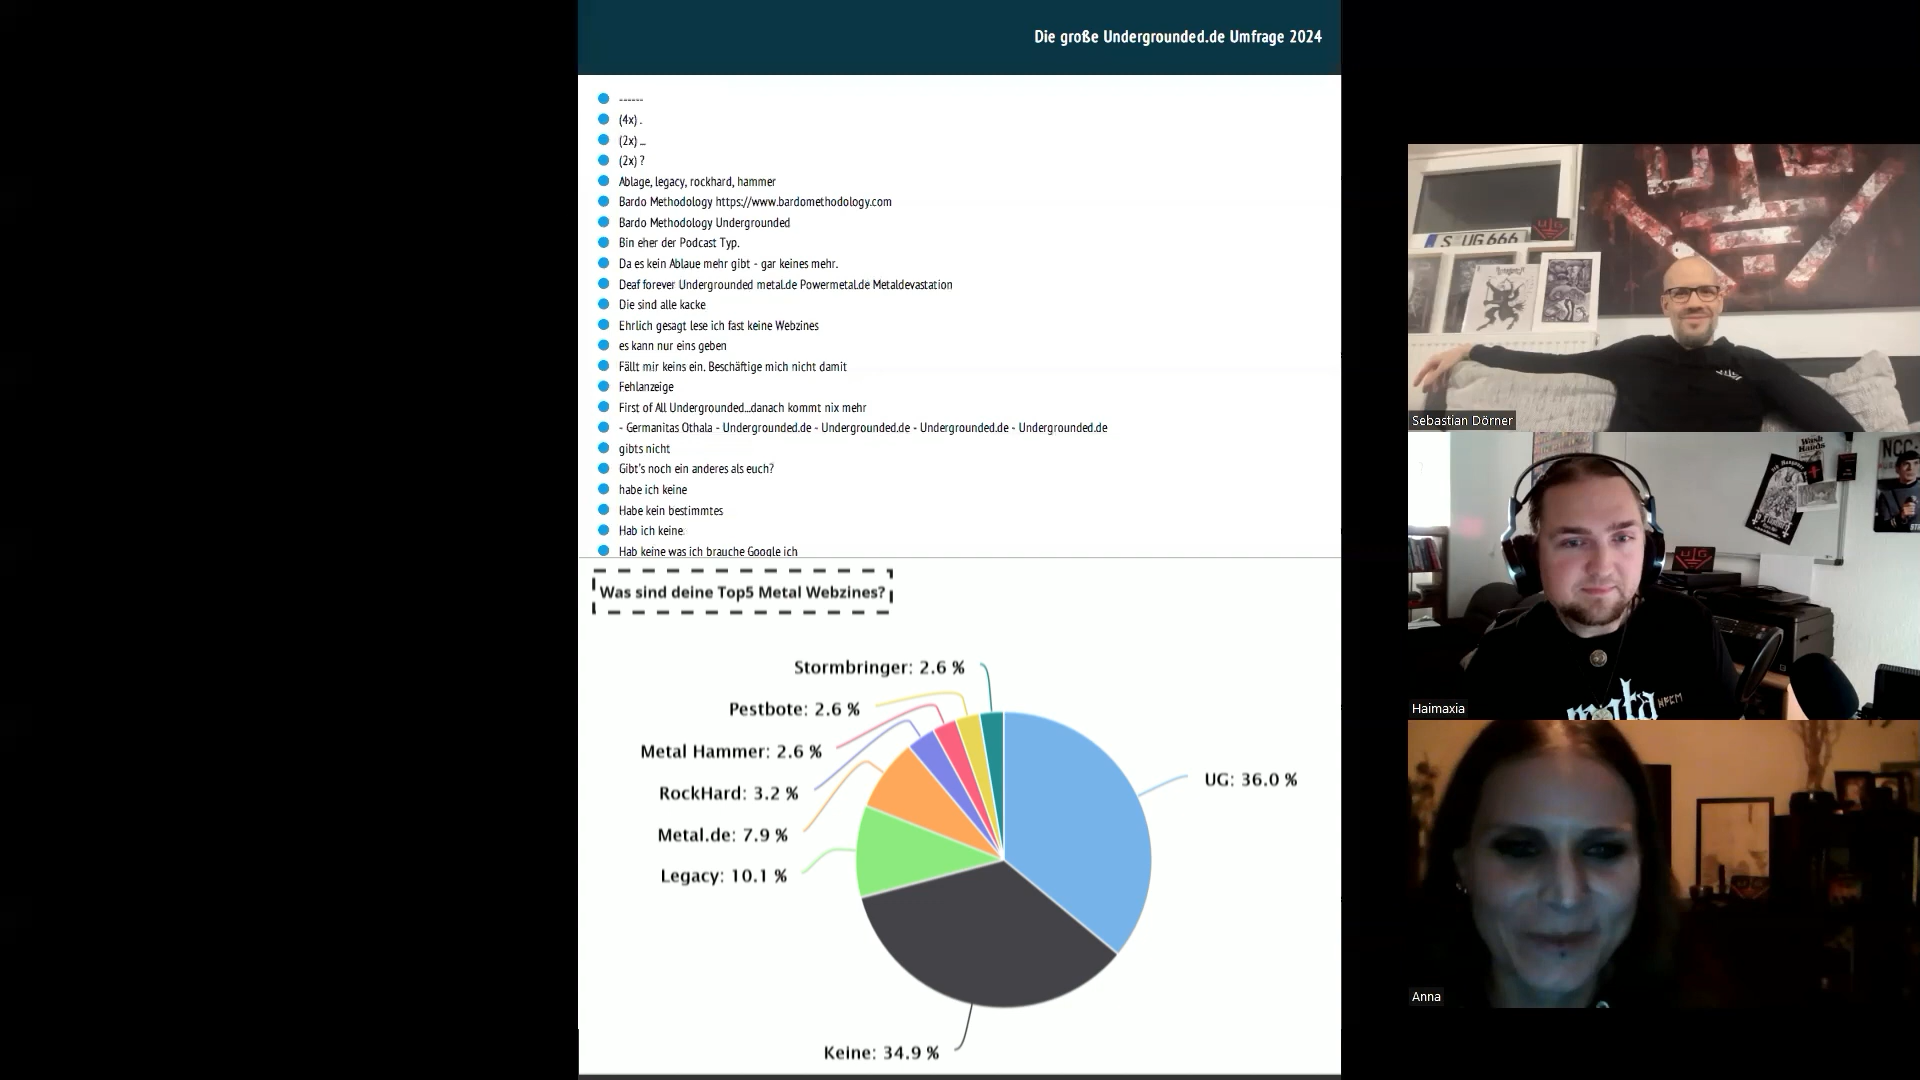 Die große Undergrounded.de Umfrage 2024
------
(4x) .
(2x) ...
(2x) ?
Ablage, legacy, rockhard, hammer
Bardo Methodology https://www.bardomethodology.com
Bardo Methodology Undergrounded
Bin eher der Podcast Typ.
Da es kein Ablaue mehr gibt - gar keines mehr.
Deaf forever Undergrounded metal.de Powermetal.de Metaldevastation
Die sind alle kacke
Ehrlich gesagt lese ich fast keine Webzines
es kann nur eins geben
Fällt mir keins ein. Beschäftige mich nicht damit
Fehlanzeige
First of All Undergrounded...danach kommt nix mehr
- Germanitas Othala - Undergrounded.de - Undergrounded.de - Undergrounded.de - Undergrounded.de
gibts nicht
Gibt's noch ein anderes als euch?
habe ich keine
Habe kein bestimmtes
Hab ich keine
Hab keine was ich brauche Google ich
Was sind deine Top5 Metal Webzines?
Stormbringer: 2.6 %
Pestbote: 2.6 %
Metal Hammer: 2.6 %
RockHard: 3.2 %
Metal.de: 7.9 %
Legacy: 10.1 %
UG: 36.0 %
Keine: 34.9 %
S UG 666
Sebastian Dörner
Wash
Hands
NCC-
Haimaxia
Anna